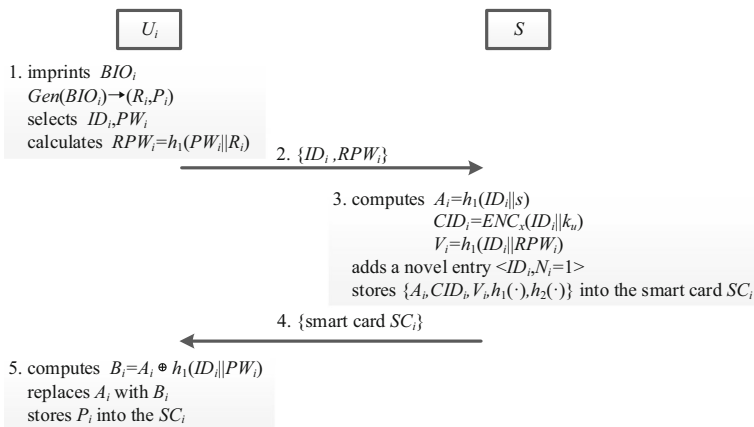 U_i
S
1. imprints BIO_i
Gen(BIO_i)→(R_i,P_i)
selects ID_i,PW_i
calculates RPW_i=h_1(PW_i||R_i)
2. {ID_i ,RPW_i}
3. computes A_i=h_1(ID_i||s)
CID_i=ENC_x(ID_i||k_u)
V_i=h_1(ID_i||RPW_i)
adds a novel entry <ID_i,N_i=1>
stores {A_i,CID_i,V_i,h_1(·),h_2(·)} into the smart card SC_i
4. {smart card SC_i}
5. computes B_i=A_i ⊕ h_1(ID_i||PW_i)
replaces A_i with B_i
stores P_i into the SC_i